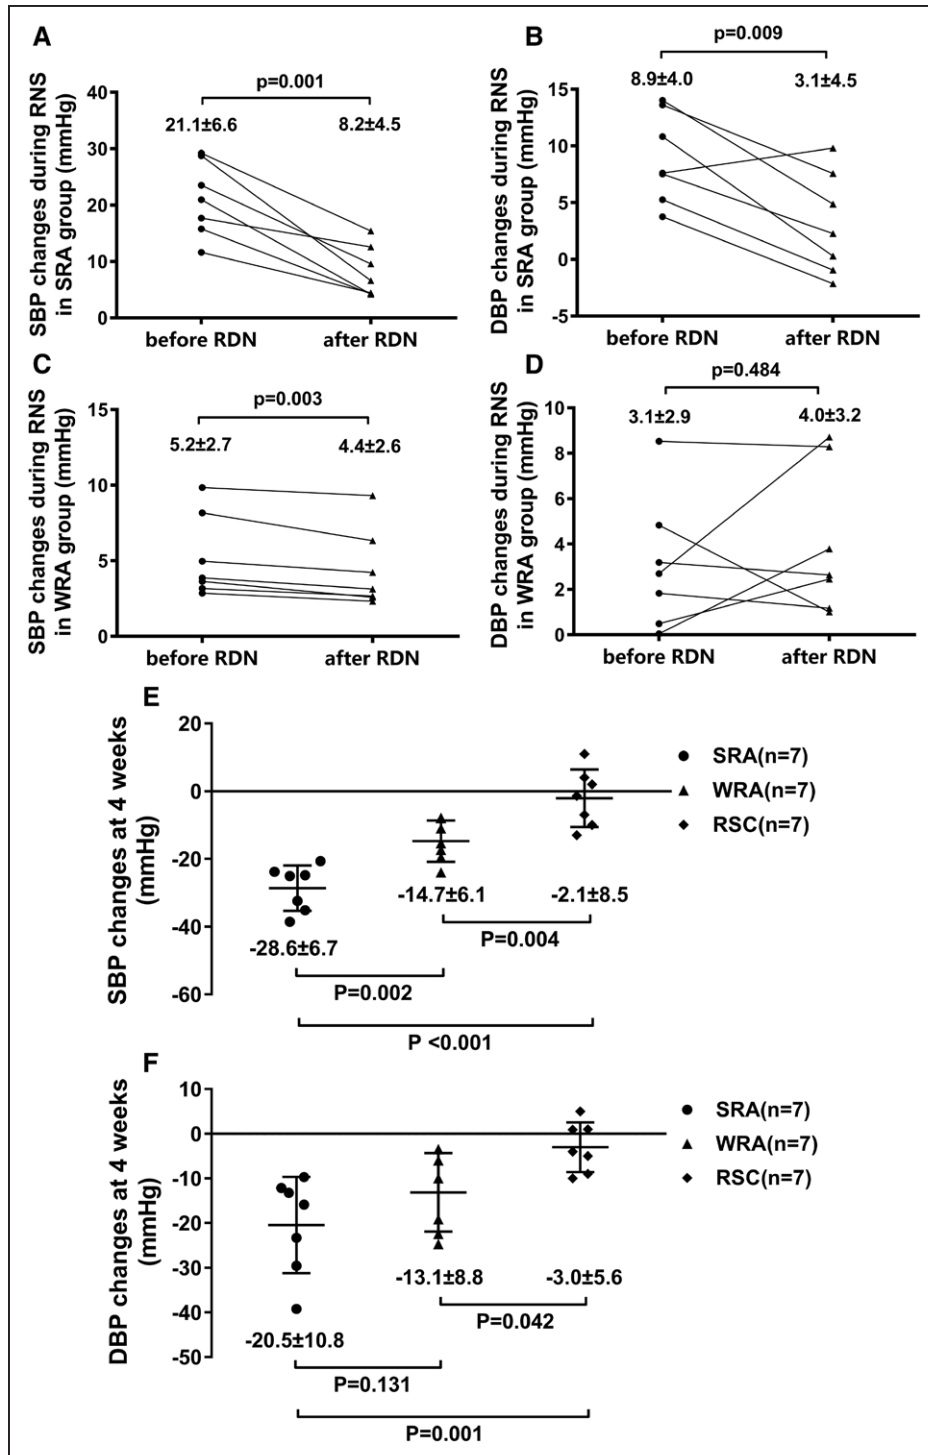 A
SBP changes during RNS
in SRA group (mmHg)
p=0.001
21.1±6.6
8.2±4.5
40
30
20
10
0
before RDN
after RDN
B
DBP changes during RNS
in SRA group (mmHg)
p=0.009
8.9±4.0
3.1±4.5
15
10
5
0
-5
before RDN
after RDN
C
SBP changes during RNS
in WRA group (mmHg)
p=0.003
5.2±2.7
4.4±2.6
15
10
5
0
before RDN
after RDN
D
DBP changes during RNS
in WRA group (mmHg)
p=0.484
3.1±2.9
4.0±3.2
10
8
6
4
2
0
before RDN
after RDN
E
SBP changes at 4 weeks
(mmHg)
20
0
-20
-40
-60
-28.6±6.7
-14.7±6.1
-2.1±8.5
P=0.004
P=0.002
P <0.001
SRA(n=7)
WRA(n=7)
RSC(n=7)
F
DBP changes at 4 weeks
(mmHg)
10
0
-10
-20
-30
-40
-50
-20.5±10.8
-13.1±8.8
-3.0±5.6
P=0.042
P=0.131
P=0.001
SRA(n=7)
WRA(n=7)
RSC(n=7)